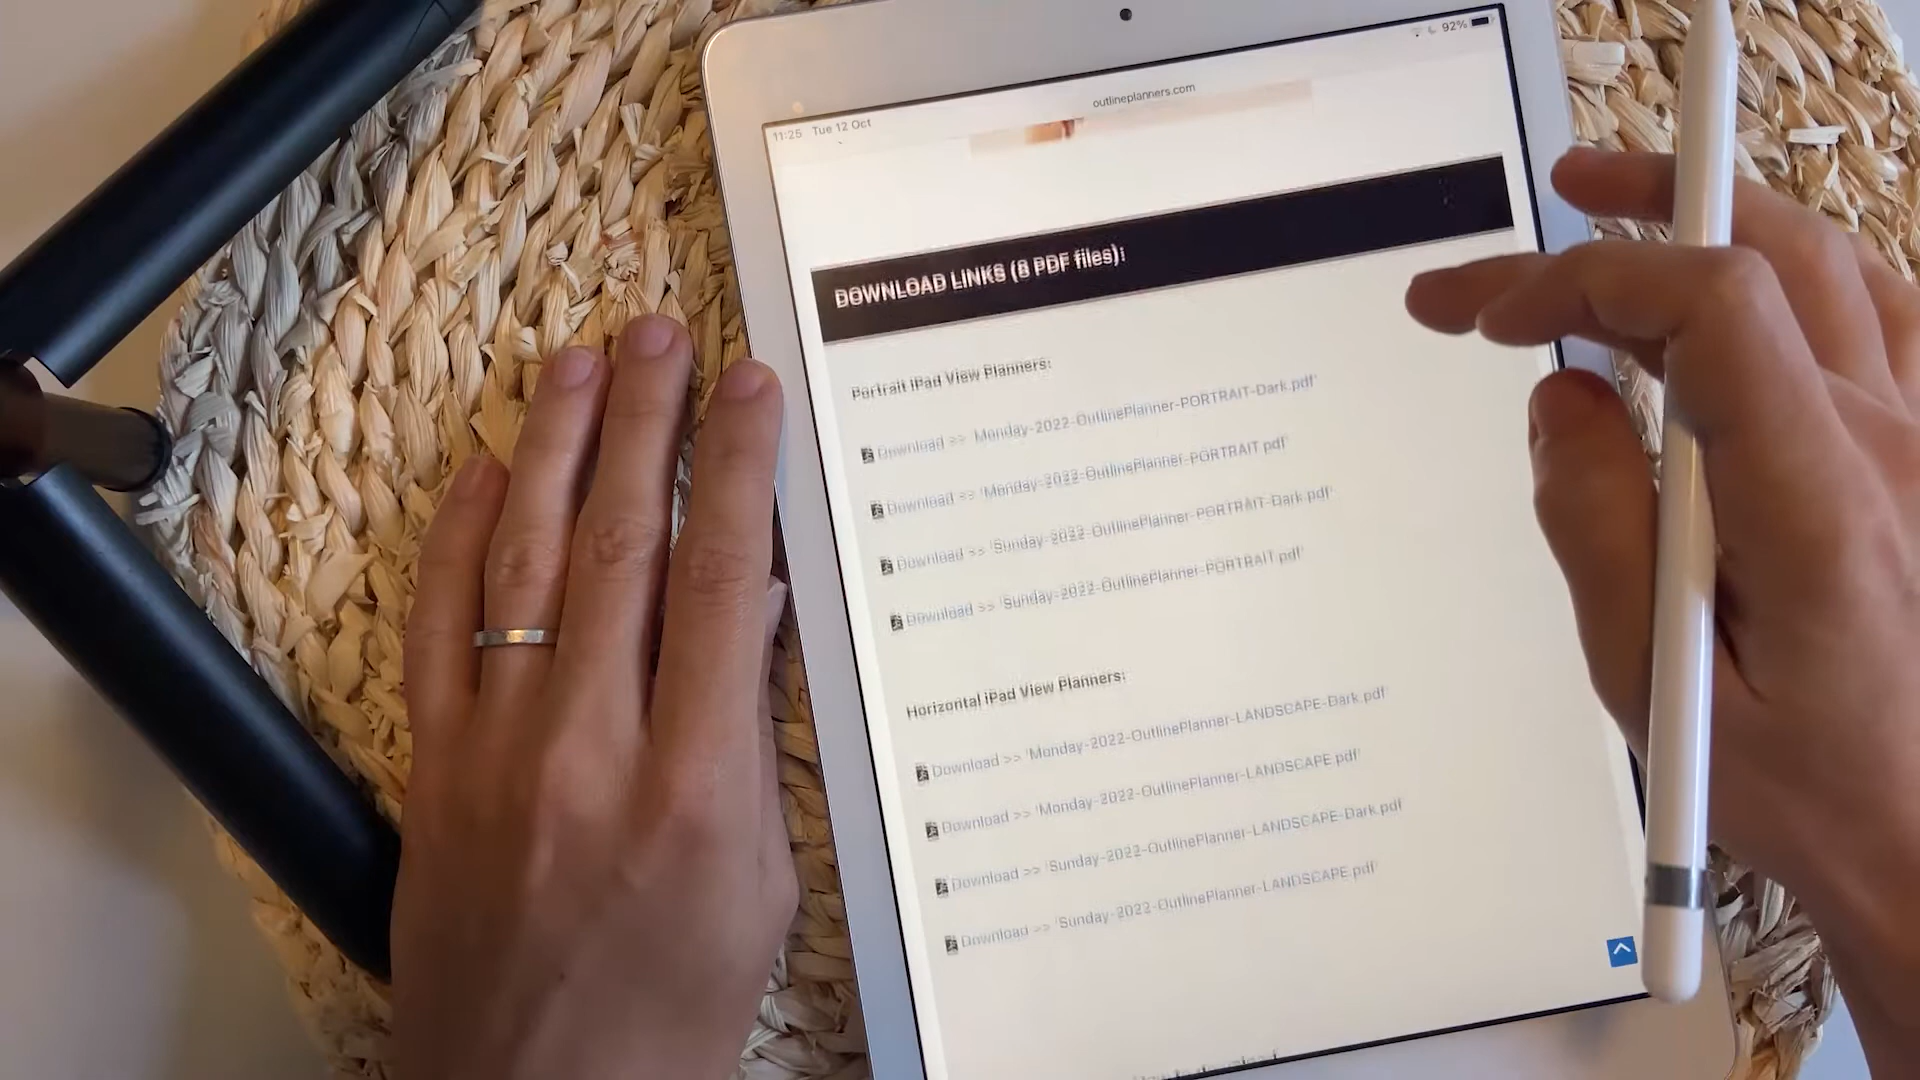 11:25 Tue 12 Oct
92%
outlineplanners.com
DOWNLOAD LINKS (8 PDF files):
Portrait iPad View Planners:
Download >> 'Monday-2022-OutlinePlanner-PORTRAIT-Dark.pdf'
Download >> 'Monday-2022-OutlinePlanner-PORTRAIT.pdf'
Download >> 'Sunday-2022-OutlinePlanner-PORTRAIT-Dark.pdf'
Download >> 'Sunday-2022-OutlinePlanner-PORTRAIT.pdf'
Horizontal iPad View Planners:
Download >> 'Monday-2022-OutlinePlanner-LANDSCAPE-Dark.pdf'
Download >> 'Monday-2022-OutlinePlanner-LANDSCAPE.pdf'
Download >> 'Sunday-2022-OutlinePlanner-LANDSCAPE-Dark.pdf'
Download >> 'Sunday-2022-OutlinePlanner-LANDSCAPE.pdf'